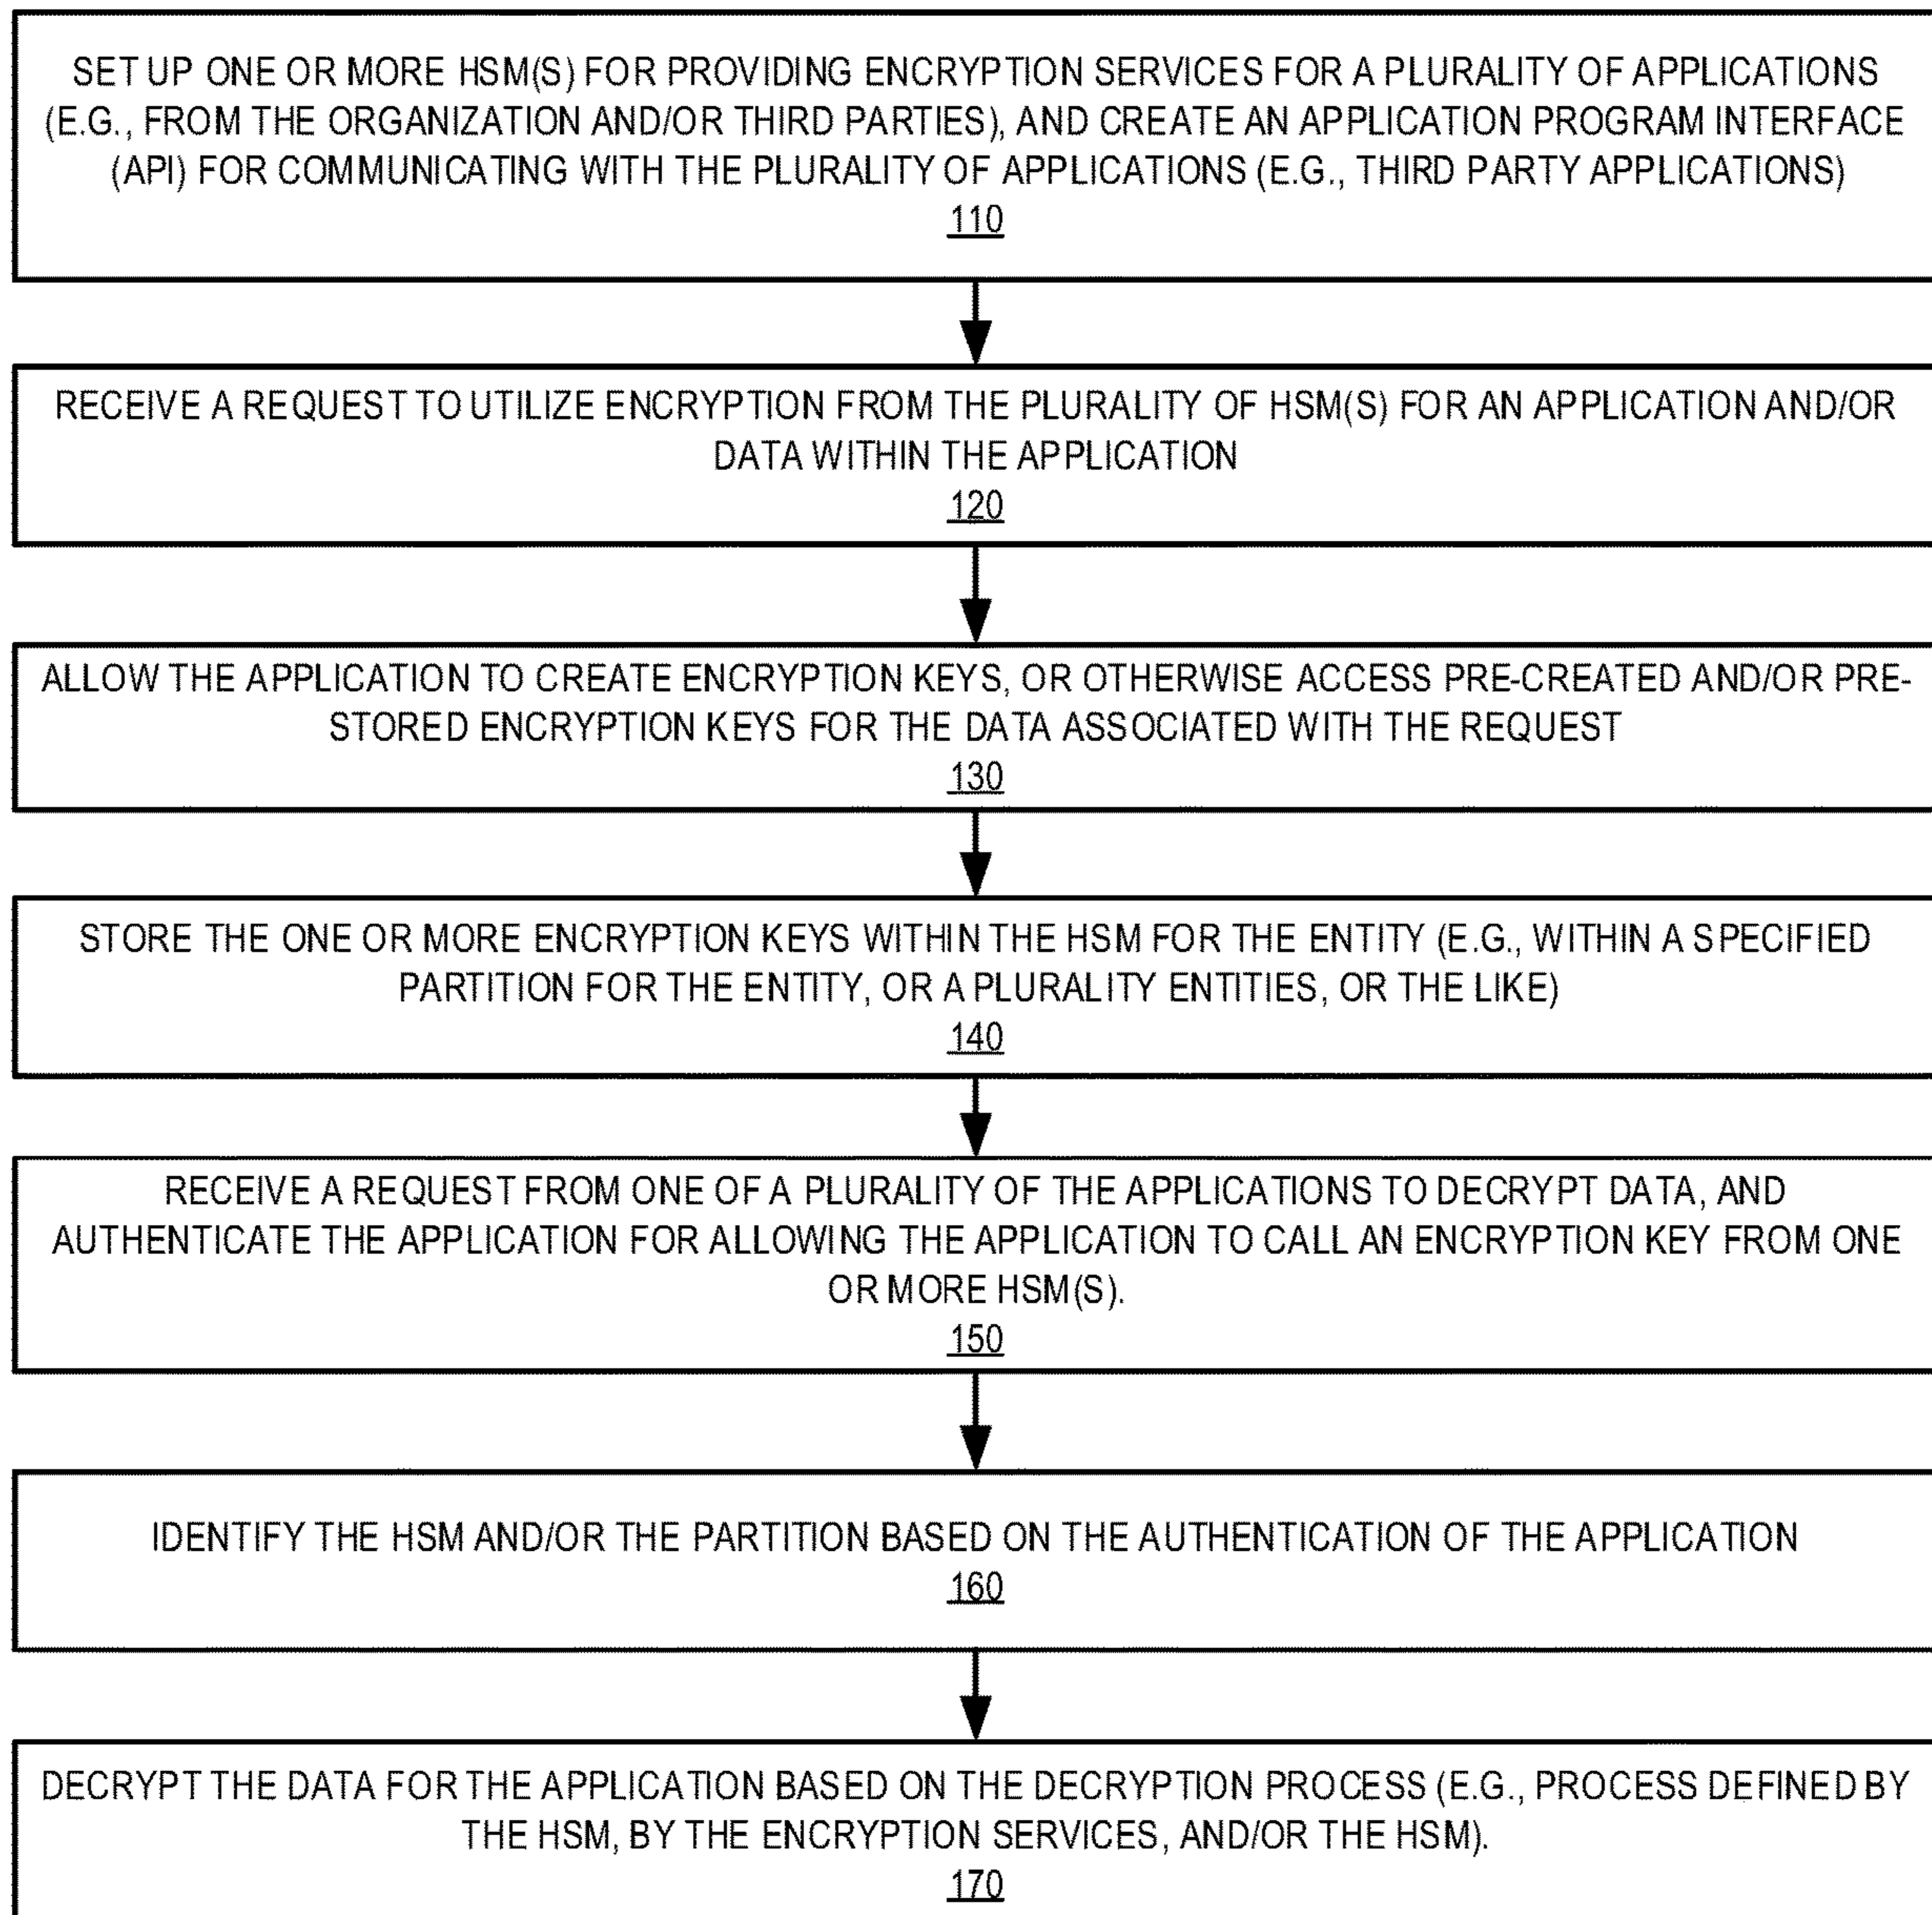 SET UP ONE OR MORE HSM(S) FOR PROVIDING ENCRYPTION SERVICES FOR A PLURALITY OF APPLICATIONS
(E.G., FROM THE ORGANIZATION AND/OR THIRD PARTIES), AND CREATE AN APPLICATION PROGRAM INTERFACE
(API) FOR COMMUNICATING WITH THE PLURALITY OF APPLICATIONS (E.G., THIRD PARTY APPLICATIONS)
110
RECEIVE A REQUEST TO UTILIZE ENCRYPTION FROM THE PLURALITY OF HSM(S) FOR AN APPLICATION AND/OR
DATA WITHIN THE APPLICATION
120
ALLOW THE APPLICATION TO CREATE ENCRYPTION KEYS, OR OTHERWISE ACCESS PRE-CREATED AND/OR PRE-
STORED ENCRYPTION KEYS FOR THE DATA ASSOCIATED WITH THE REQUEST
130
STORE THE ONE OR MORE ENCRYPTION KEYS WITHIN THE HSM FOR THE ENTITY (E.G., WITHIN A SPECIFIED
PARTITION FOR THE ENTITY, OR A PLURALITY ENTITIES, OR THE LIKE)
140
RECEIVE A REQUEST FROM ONE OF A PLURALITY OF THE APPLICATIONS TO DECRYPT DATA, AND
AUTHENTICATE THE APPLICATION FOR ALLOWING THE APPLICATION TO CALL AN ENCRYPTION KEY FROM ONE
OR MORE HSM(S).
150
IDENTIFY THE HSM AND/OR THE PARTITION BASED ON THE AUTHENTICATION OF THE APPLICATION
160
DECRYPT THE DATA FOR THE APPLICATION BASED ON THE DECRYPTION PROCESS (E.G., PROCESS DEFINED BY
THE HSM, BY THE ENCRYPTION SERVICES, AND/OR THE HSM).
170